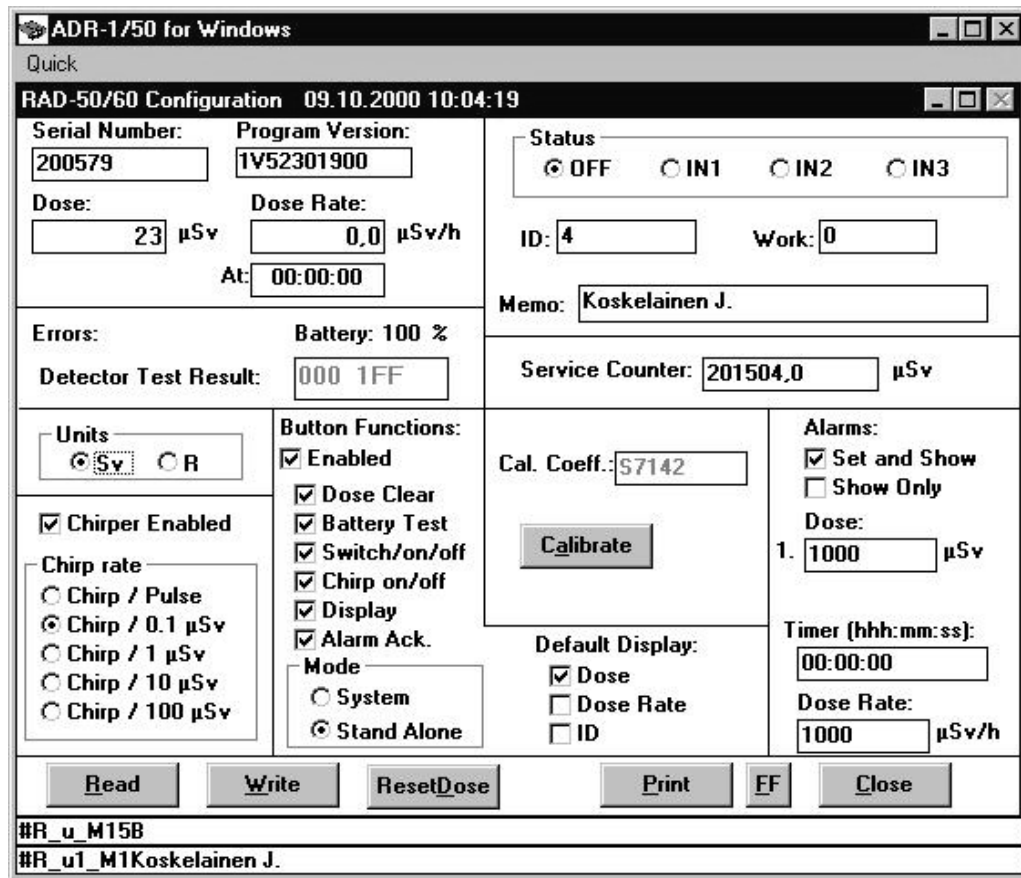 ADR-1/50 for Windows
Quick
RAD-50/60 Configuration 09.10.2000 10:04:19
Serial Number: Program Version:
200579 1V52301900
Dose: Dose Rate:
23 µSv 0,0 µSv/h
At: 00:00:00
Status
OFF IN1 IN2 IN3
ID: 4 Work: 0
Memo: Koskelainen J.
Errors: Battery: 100 %
Detector Test Result: 000 1FF
Service Counter: 201504,0 µSv
Units
Sv R
Chirper Enabled
Chirp rate
Chirp / Pulse
Chirp / 0.1 µSv
Chirp / 1 µSv
Chirp / 10 µSv
Chirp / 100 µSv
Button Functions:
Enabled
Dose Clear
Battery Test
Switch/on/off
Chirp on/off
Display
Alarm Ack.
Mode
System
Stand Alone
Cal. Coeff.: S7142
Calibrate
Default Display:
Dose
Dose Rate
ID
Alarms:
Set and Show
Show Only
Dose:
1. 1000 µSv
Timer (hhh:mm:ss):
00:00:00
Dose Rate:
1000 µSv/h
Read Write ResetDose Print FF Close
#R_u_M15B
#R_u1_M1Koskelainen J.